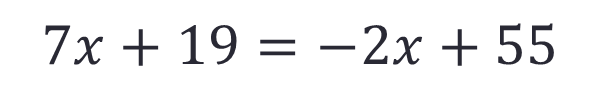 7x + 19 = −2x + 55